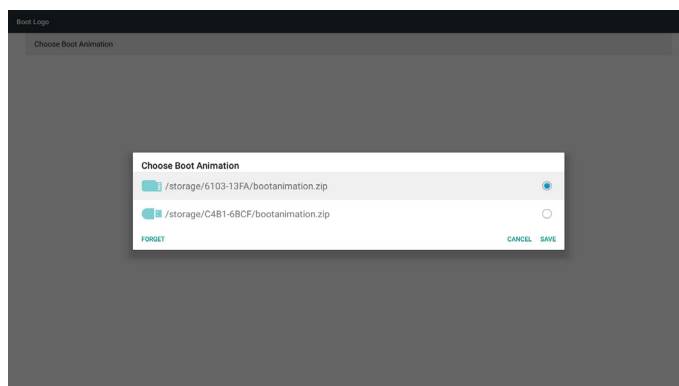 Boot Logo
Choose Boot Animation
Choose Boot Animation
/storage/6103-13FA/bootanimation.zip
/storage/C4B1-6BCF/bootanimation.zip
FORGET CANCEL SAVE